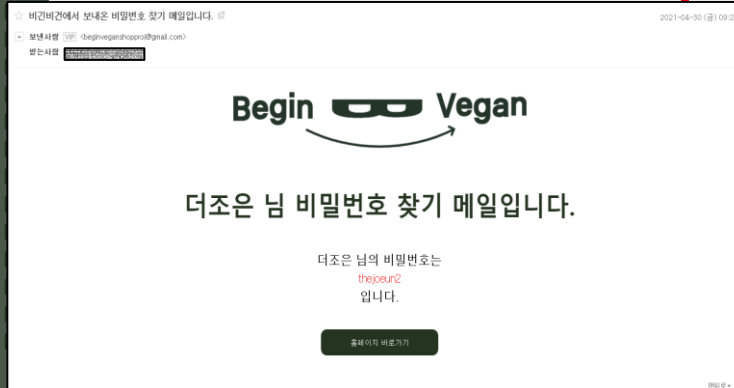 비긴비건에서 보내온 비밀번호 찾기 메일입니다.
2021-04-30 (금) 09:2
보낸사람 VIP <beginveganshopproj@gmail.com>
받는사람
Begin Vegan
더조은 님 비밀번호 찾기 메일입니다.
더조은 님의 비밀번호는
thejoeun2
입니다.
홈페이지 바로가기